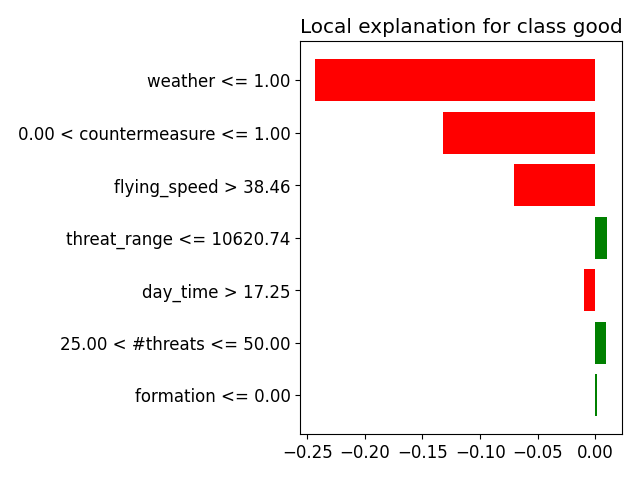 Local explanation for class good
weather <= 1.00
0.00 < countermeasure <= 1.00
flying_speed > 38.46
threat_range <= 10620.74
day_time > 17.25
25.00 < #threats <= 50.00
formation <= 0.00
−0.25 −0.20 −0.15 −0.10 −0.05 0.00